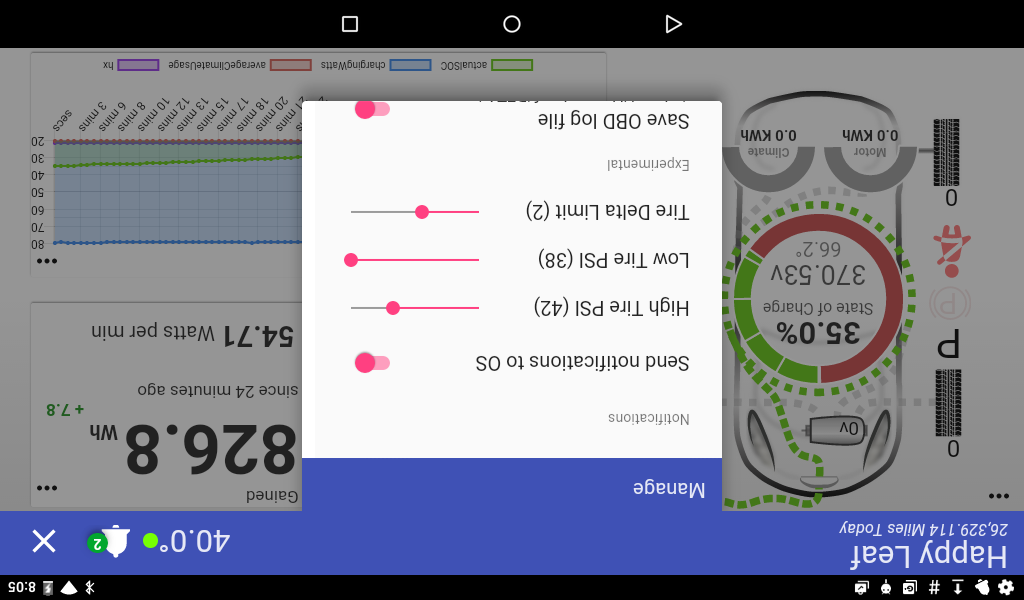 8:05
Happy Leaf
26,329.114 Miles Today
40.0°
2
Manage
Notifications
Send notifications to OS
High Tire PSI (42)
Low Tire PSI (38)
Tire Delta Limit (2)
Experimental
Save OBD log file
0
0
P
(P)
0v
35.0%
State of Charge
370.53v
66.2°
Motor
0.0 KWh
Climate
0.0 KWh
0
Gained
826.8 Wh
+ 7.8
since 24 minutes ago
54.71 Watts per min
80
70
60
50
40
30
20
20 mins
18 mins
17 mins
15 mins
13 mins
12 mins
10 mins
8 mins
6 mins
3 mins
secs
actualSOC
chargingWatts
averageClimateUsage
hx